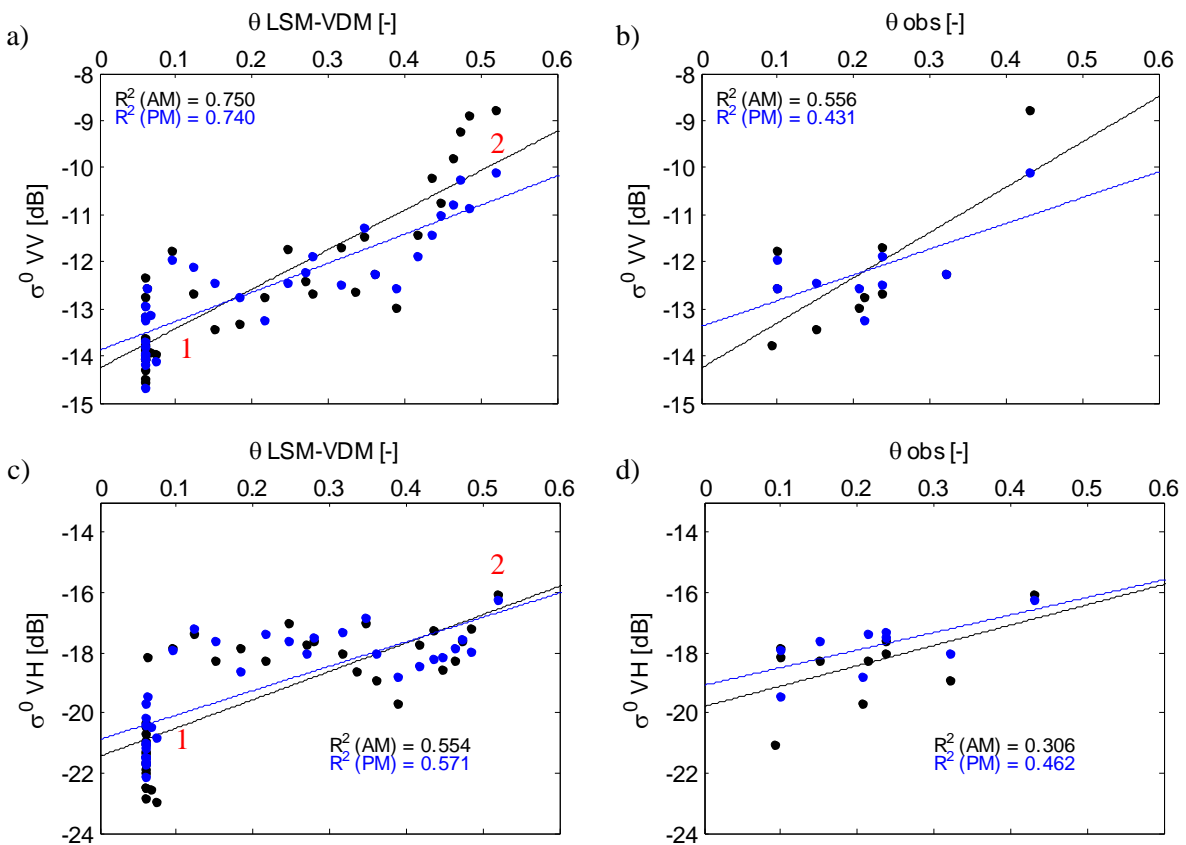 a)
θ LSM-VDM [-]
0 0.1 0.2 0.3 0.4 0.5 0.6
-8
-9
-10
-11
-12
-13
-14
-15
σ⁰ VV [dB]
R² (AM) = 0.750
R² (PM) = 0.740
1
2
b)
θ obs [-]
0 0.1 0.2 0.3 0.4 0.5 0.6
-8
-9
-10
-11
-12
-13
-14
-15
σ⁰ VV [dB]
R² (AM) = 0.556
R² (PM) = 0.431
c)
θ LSM-VDM [-]
0 0.1 0.2 0.3 0.4 0.5 0.6
-14
-16
-18
-20
-22
-24
σ⁰ VH [dB]
2
1
R² (AM) = 0.554
R² (PM) = 0.571
d)
θ obs [-]
0 0.1 0.2 0.3 0.4 0.5 0.6
-14
-16
-18
-20
-22
-24
σ⁰ VH [dB]
R² (AM) = 0.306
R² (PM) = 0.462